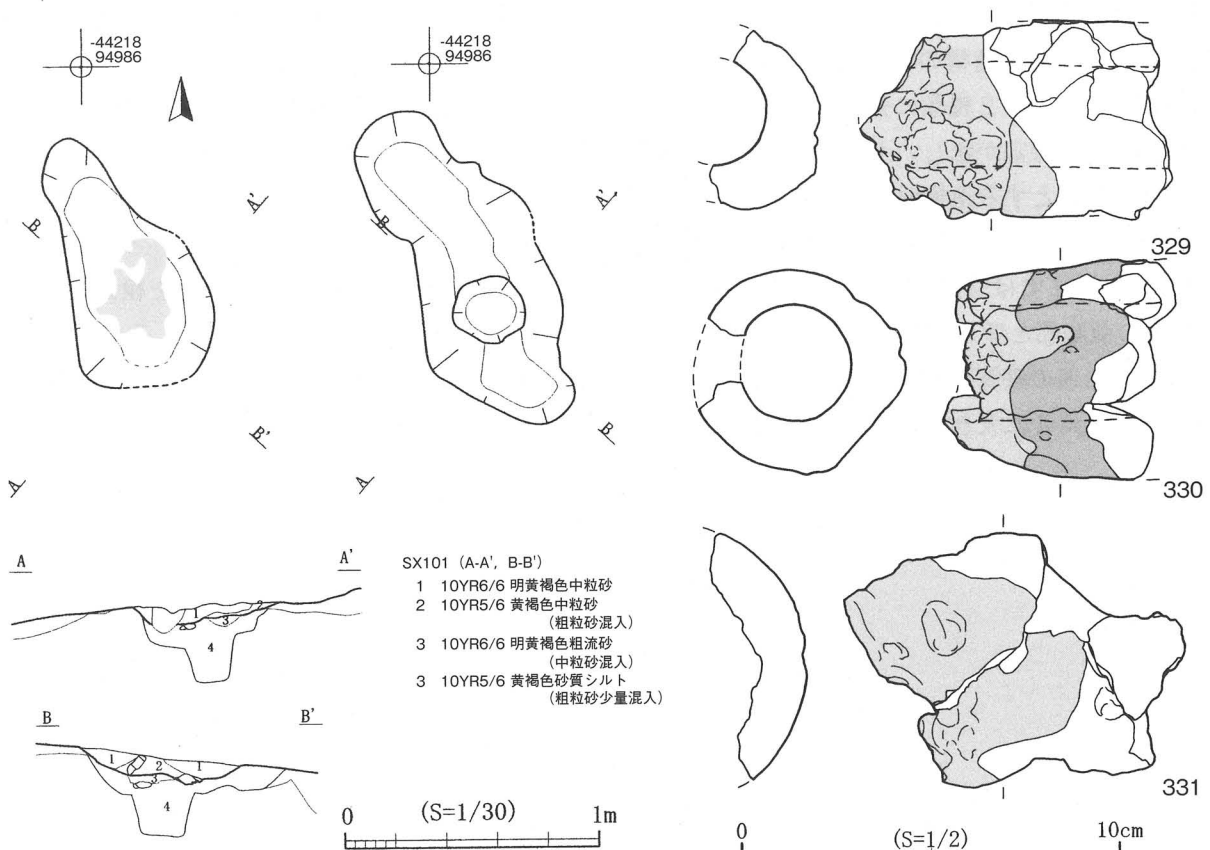 -44218
94986
-44218
94986
A'
B
B'
A
A'
B
B
A
A
A'
1
2
3
4
B
B'
1
2
1
3
4
SX101 (A-A', B-B')
1 10YR6/6 明黄褐色中粒砂
2 10YR5/6 黄褐色中粒砂
(粗粒砂混入)
3 10YR6/6 明黄褐色粗流砂
(中粒砂混入)
3 10YR5/6 黄褐色砂質シルト
(粗粒砂少量混入)
0 (S=1/30) 1m
329
330
331
0 (S=1/2) 10cm